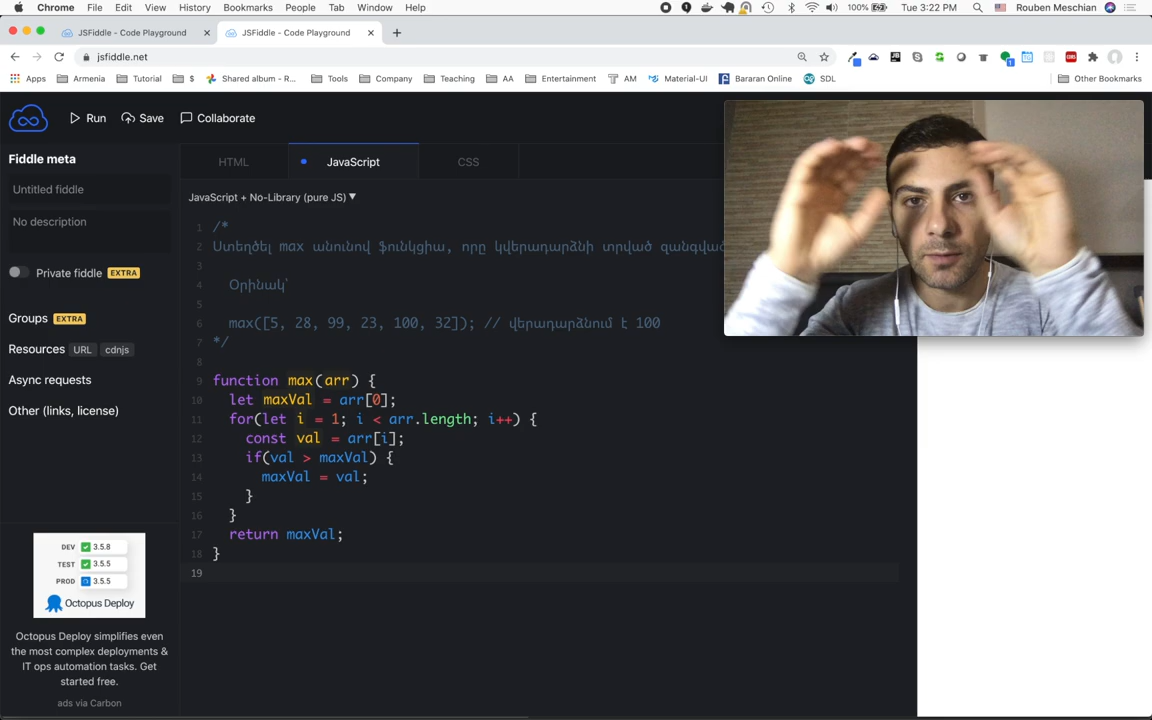 Chrome File Edit View History Bookmarks People Tab Window Help 100% Tue 3:22 PM Rouben Meschian
JSFiddle - Code Playground JSFiddle - Code Playground
jsfiddle.net
Apps Armenia Tutorial $ Shared album - R... Tools Company Teaching AA Entertainment AM Material-UI Bararan Online SDL Other Bookmarks
Run Save Collaborate
Fiddle meta
HTML JavaScript CSS
Untitled fiddle
JavaScript + No-Library (pure JS) ▼
No description
Private fiddle EXTRA
Groups EXTRA
Resources URL cdnjs
Async requests
Other (links, license)
1 /*
2 Ստեղծել max անունով ֆունկցիա, որը կվերադարձնի տրված
3
4 Օրինակ՝
5
6 max([5, 28, 99, 23, 100, 32]); // վերադարձնում է 100
7 */
8
9 function max(arr) {
10 let maxVal = arr[0];
11 for(let i = 1; i < arr.length; i++) {
12 const val = arr[i];
13 if(val > maxVal) {
14 maxVal = val;
15 }
16 }
17 return maxVal;
18 }
19
DEV 3.5.8
TEST 3.5.5
PROD 3.5.5
Octopus Deploy
Octopus Deploy simplifies even
the most complex deployments &
IT ops automation tasks. Get
started free.
ads via Carbon